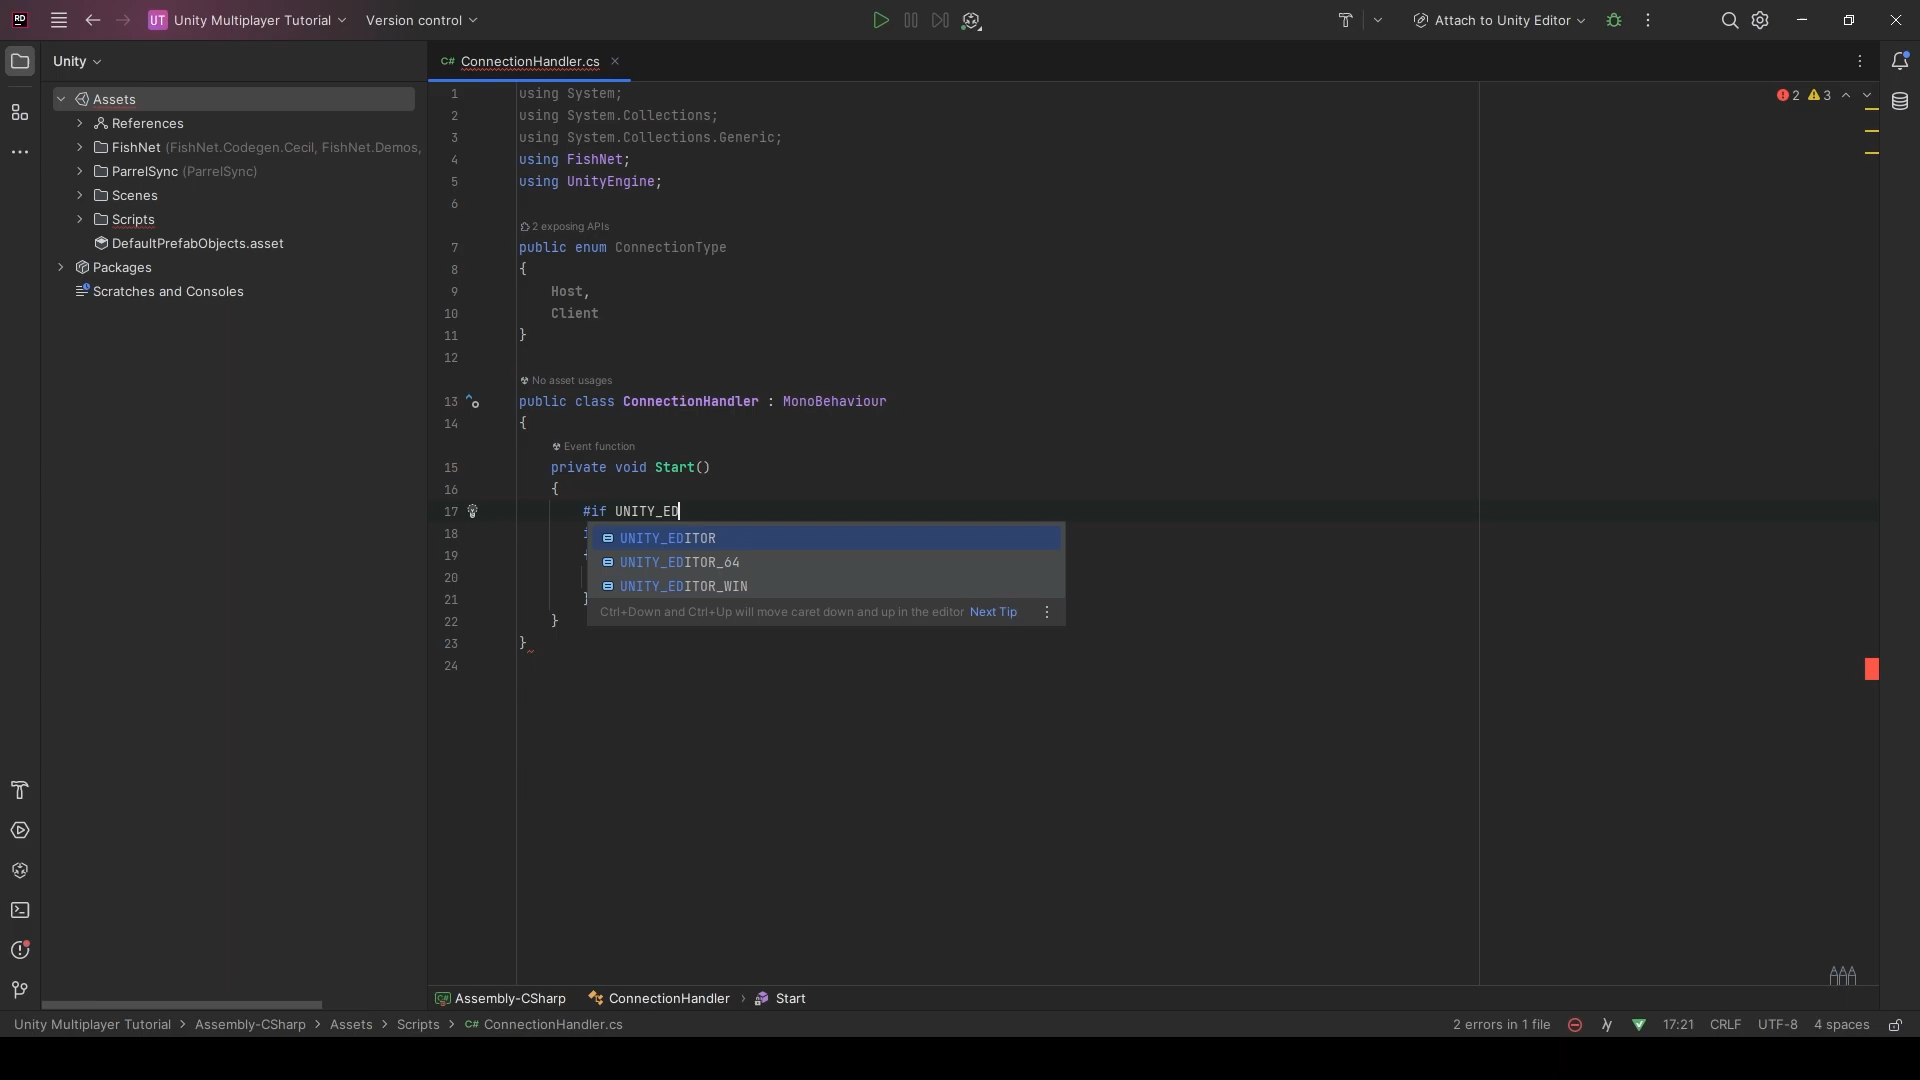 RD UT Unity Multiplayer Tutorial Version control Attach to Unity Editor
Unity
C# ConnectionHandler.cs
Assets
References
FishNet (FishNet.Codegen.Cecil, FishNet.Demos,
ParrelSync (ParrelSync)
Scenes
Scripts
DefaultPrefabObjects.asset
Packages
Scratches and Consoles
2 3
1 using System;
2 using System.Collections;
3 using System.Collections.Generic;
4 using FishNet;
5 using UnityEngine;
6
2 exposing APIs
7 public enum ConnectionType
8 {
9 Host,
10 Client
11 }
12
No asset usages
13 public class ConnectionHandler : MonoBehaviour
14 {
Event function
15 private void Start()
16 {
17 #if UNITY_ED
18
19
20
21 }
22 }
23 }
24
UNITY_EDITOR
UNITY_EDITOR_64
UNITY_EDITOR_WIN
Ctrl+Down and Ctrl+Up will move caret down and up in the editor Next Tip
C# Assembly-CSharp ConnectionHandler › Start
Unity Multiplayer Tutorial › Assembly-CSharp › Assets › Scripts › C# ConnectionHandler.cs 2 errors in 1 file 17:21 CRLF UTF-8 4 spaces